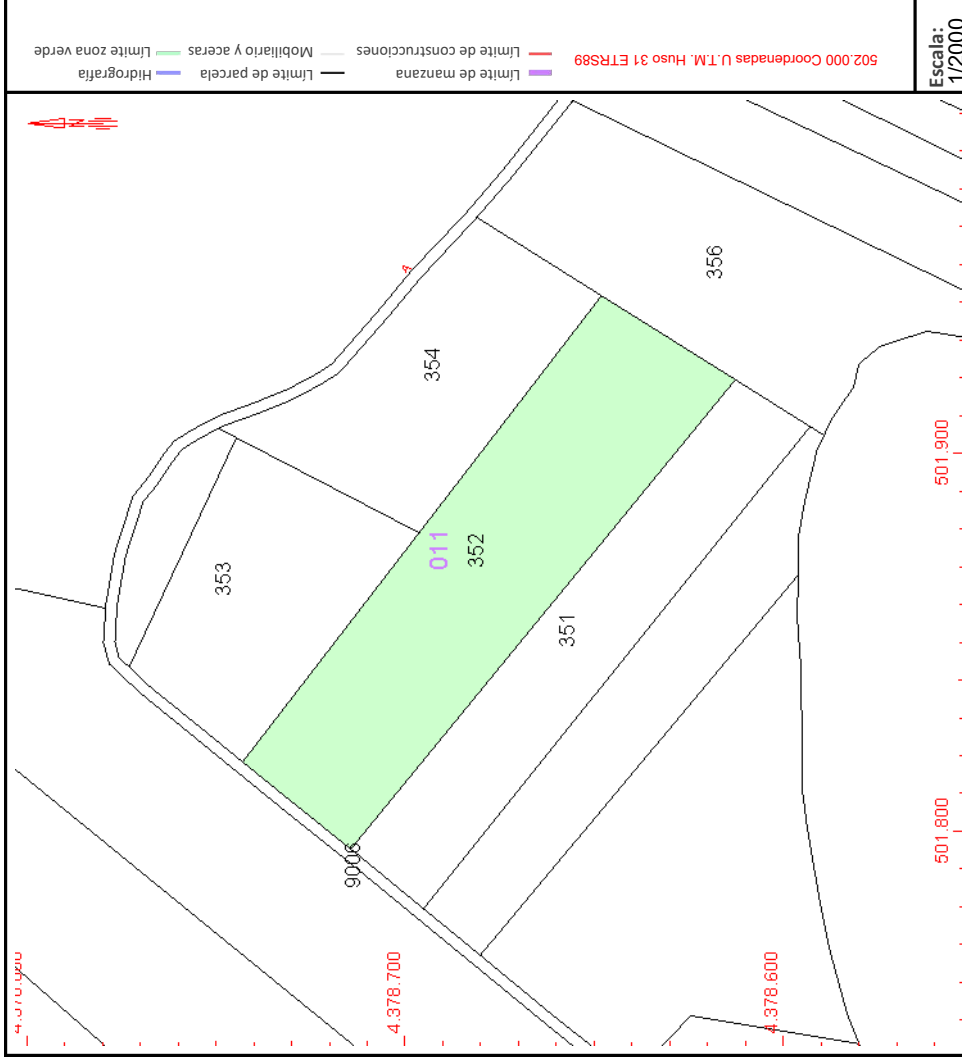 Límite de manzana
Límite de construcciones
Límite de parcela
Mobiliario y aceras
Hidrografía
Límite zona verde
502.000 Coordenadas U.T.M. Huso 31 ETRS89
Escala:
1/2000
356
354
353
011
352
351
9006
501.900
501.800
4.378.700
4.378.600